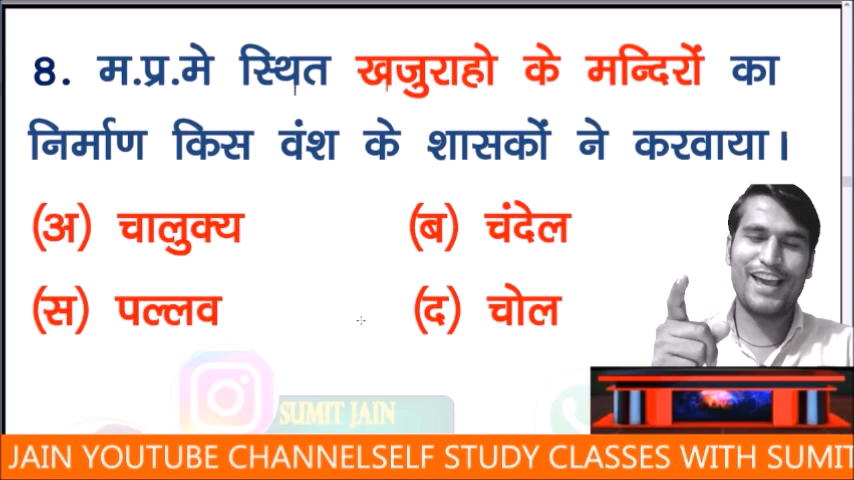 8. म.प्र.मे स्थित खजुराहो के मन्दिरों का
निर्माण किस वंश के शासकों ने करवाया।
(अ) चालुक्य (ब) चंदेल
(स) पल्लव (द) चोल
SUMIT JAIN
JAIN YOUTUBE CHANNELSELF STUDY CLASSES WITH SUMIT